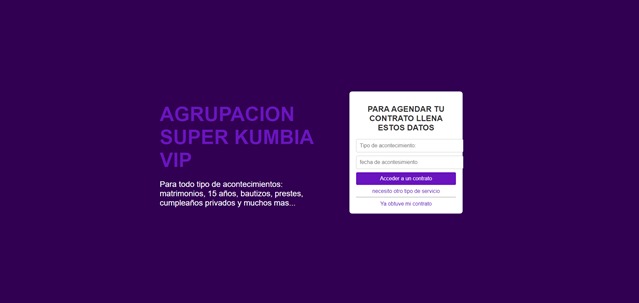 AGRUPACION
SUPER KUMBIA
VIP
Para todo tipo de acontecimientos:
matrimonios, 15 años, bautizos, prestes,
cumpleaños privados y muchos mas...
PARA AGENDAR TU
CONTRATO LLENA
ESTOS DATOS
Tipo de acontecimiento:
fecha de acontesimiento:
Acceder a un contrato
necesito otro tipo de servicio
Ya obtuve mi contrato